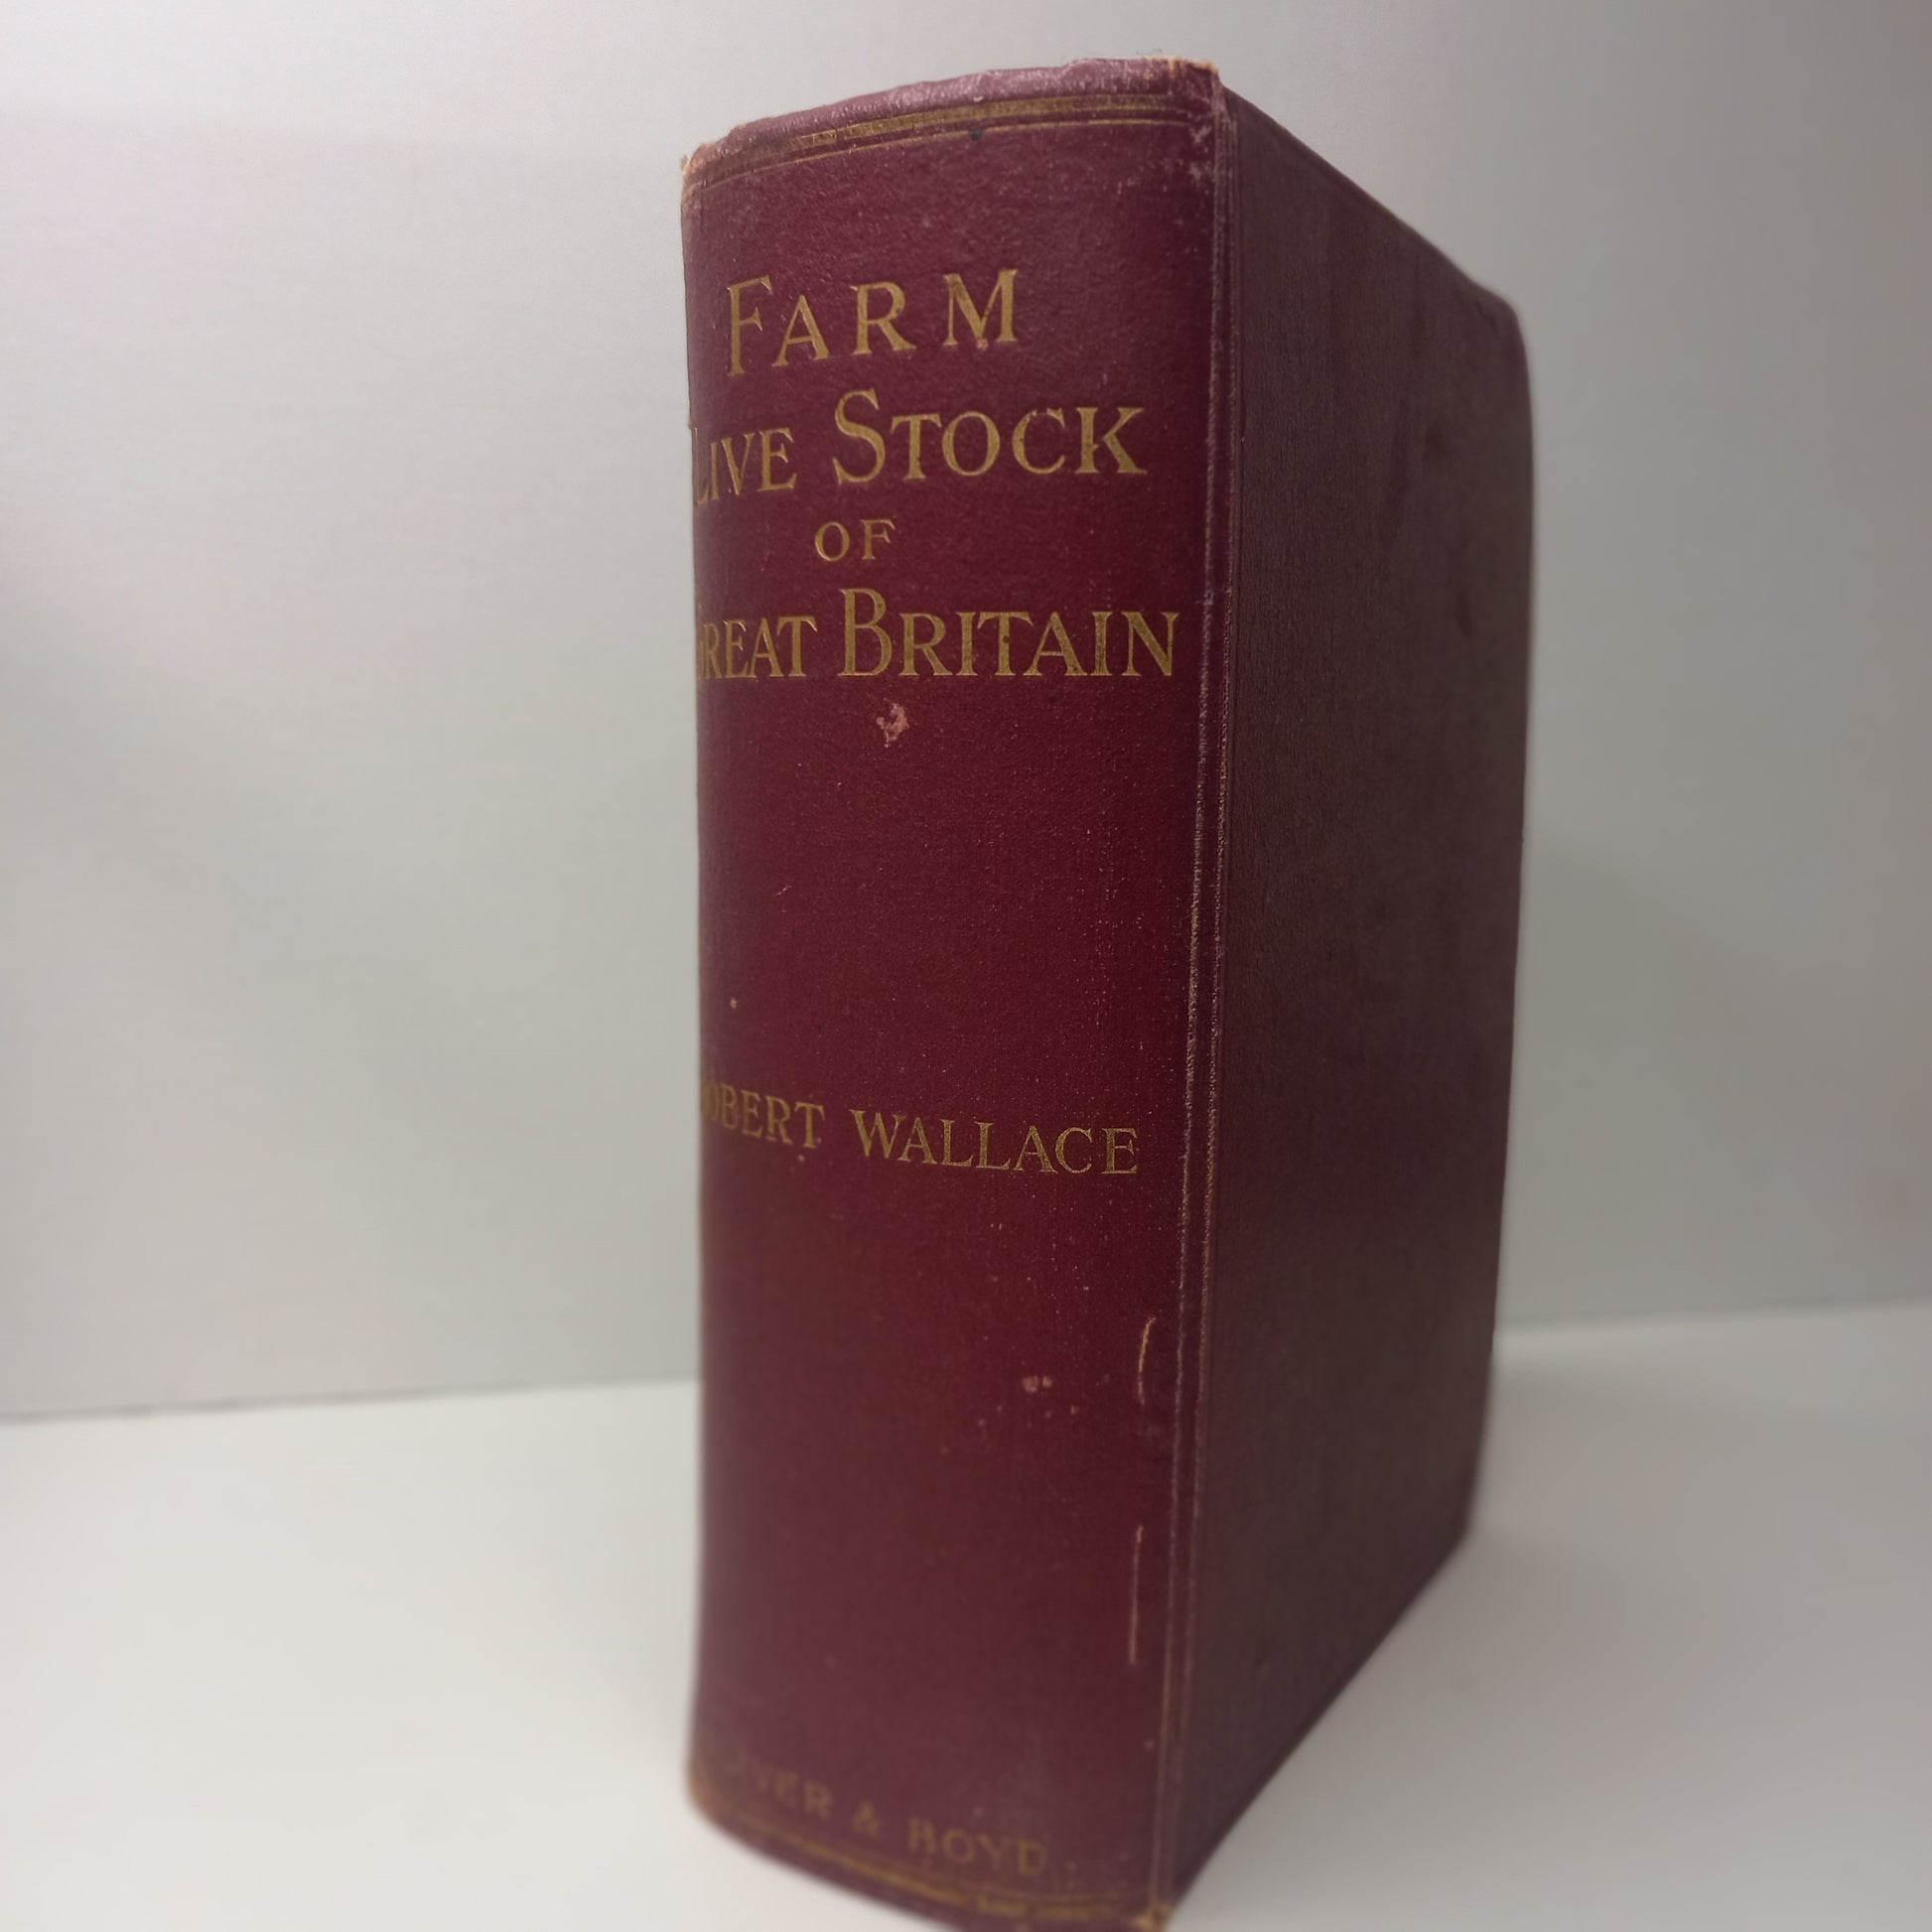 FARM
LIVE STOCK
OF
GREAT BRITAIN
ROBERT WALLACE
OLIVER & BOYD